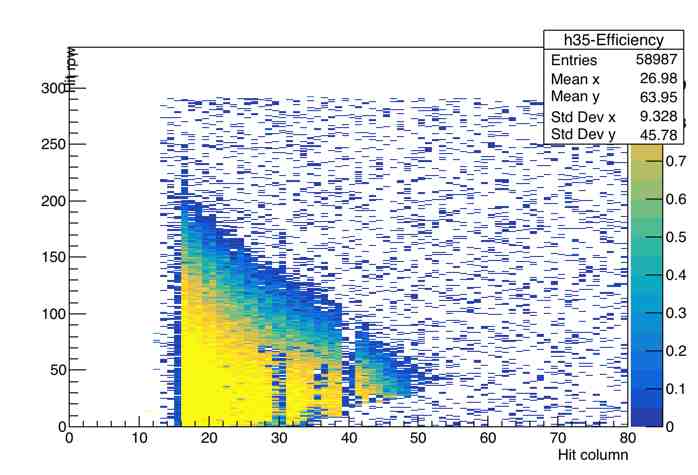 h35-Efficiency
Entries 58987
Mean x 26.98
Mean y 63.95
Std Dev x 9.328
Std Dev y 45.78
300
250
200
150
100
50
0
0 10 20 30 40 50 60 70 80
Hit column
0.7
0.6
0.5
0.4
0.3
0.2
0.1
0